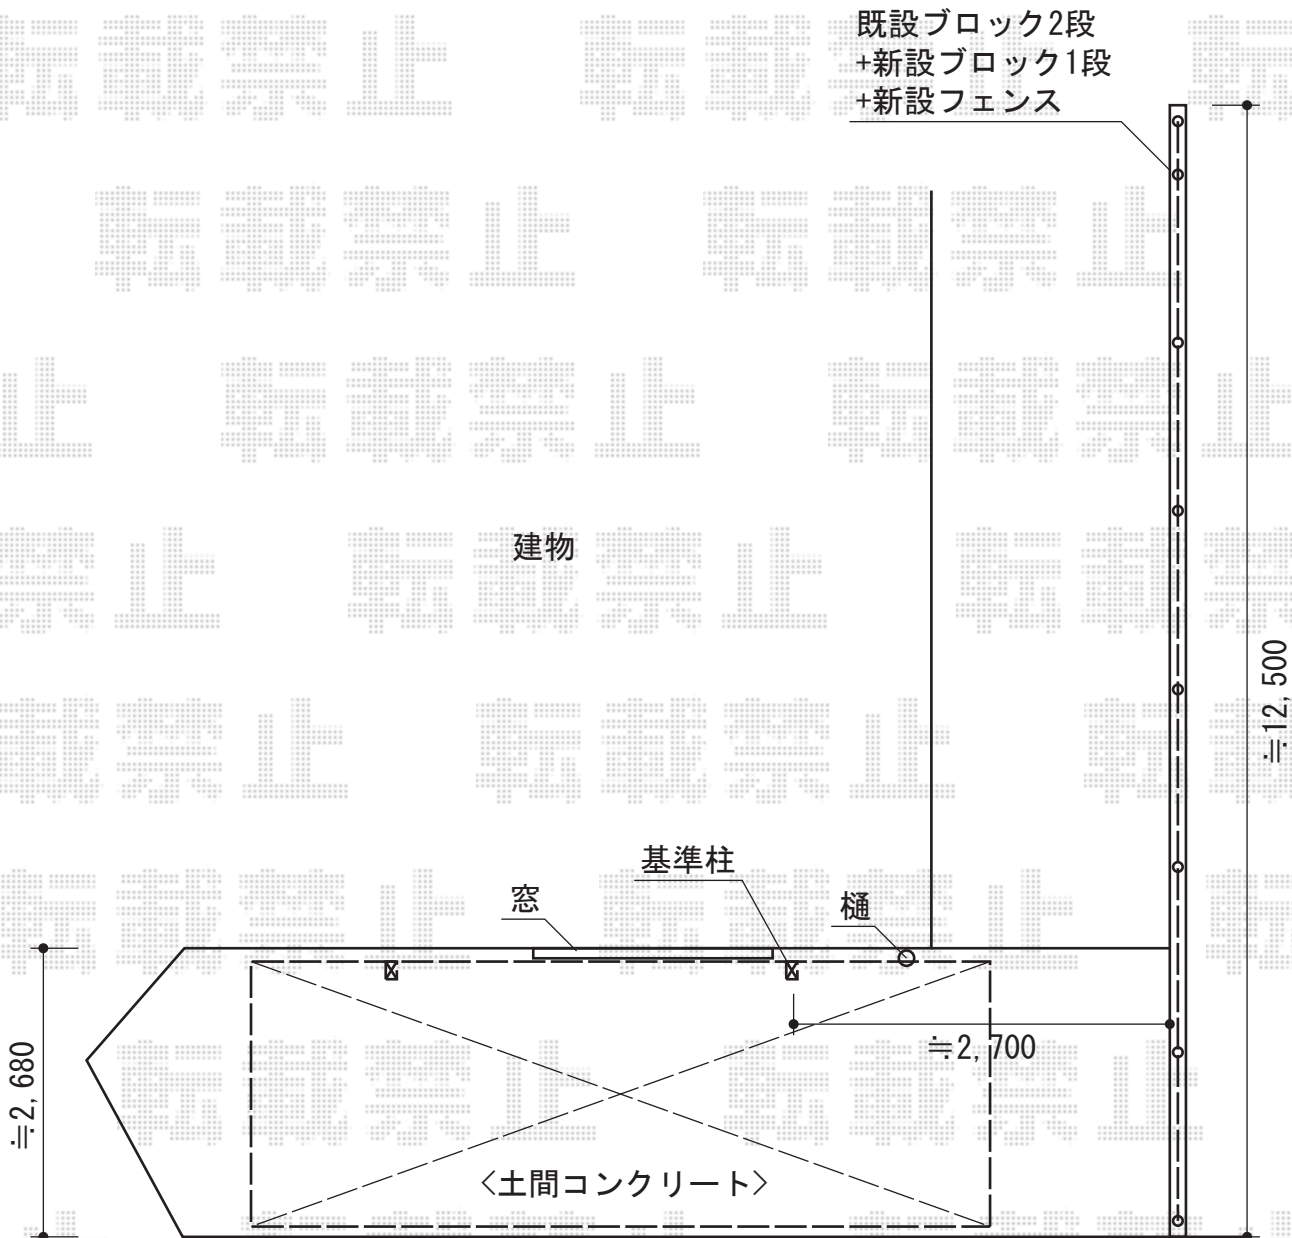 既設ブロック2段
+新設ブロック1段
+新設フェンス
建物
≒12,500
基準柱
窓
樋
≒2,700
≒2,680
<土間コンクリート>
転載禁止